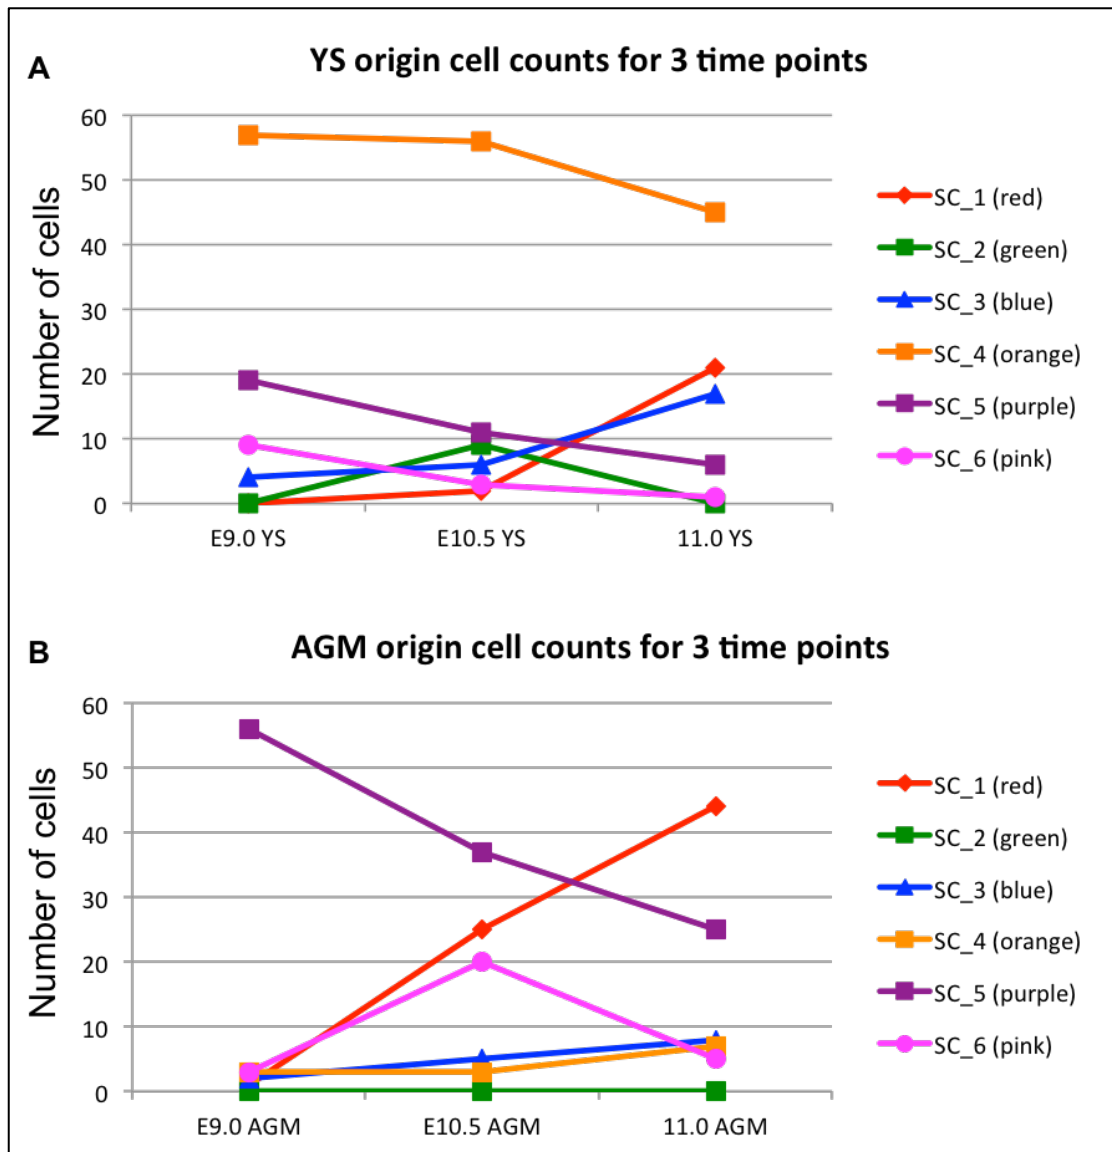 A
YS origin cell counts for 3 time points
Number of cells
60
50
40
30
20
10
0
E9.0 YS
E10.5 YS
11.0 YS
SC_1 (red)
SC_2 (green)
SC_3 (blue)
SC_4 (orange)
SC_5 (purple)
SC_6 (pink)
B
AGM origin cell counts for 3 time points
Number of cells
60
50
40
30
20
10
0
E9.0 AGM
E10.5 AGM
11.0 AGM
SC_1 (red)
SC_2 (green)
SC_3 (blue)
SC_4 (orange)
SC_5 (purple)
SC_6 (pink)